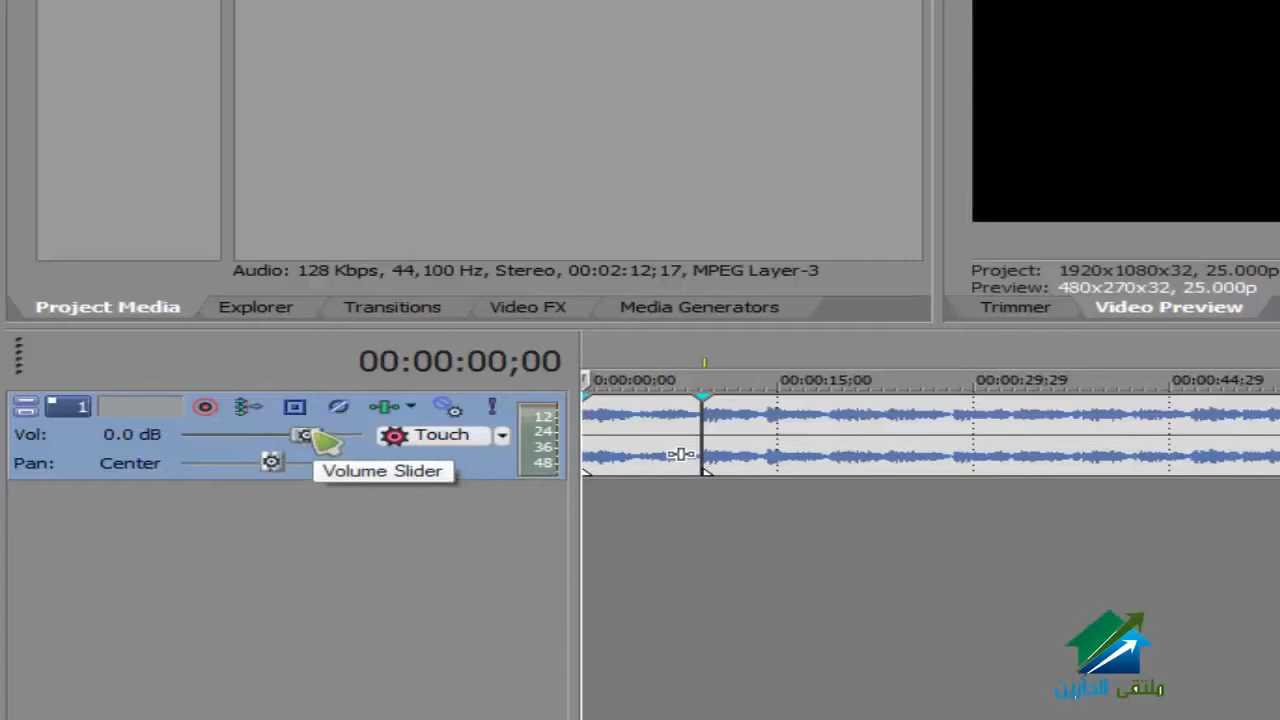 Audio: 128 Kbps, 44,100 Hz, Stereo, 00:02:12;17, MPEG Layer-3
Project: 1920x1080x32, 25.000p
Preview: 480x270x32, 25.000p
Project Media Explorer Transitions Video FX Media Generators Trimmer Video Preview
00:00:00;00
0:00:00;00 00:00:15;00 00:00:29;29 00:00:44;29
1
Vol: 0.0 dB Touch
Pan: Center
Volume Slider
12
24
36
48
ملتقى الدارين